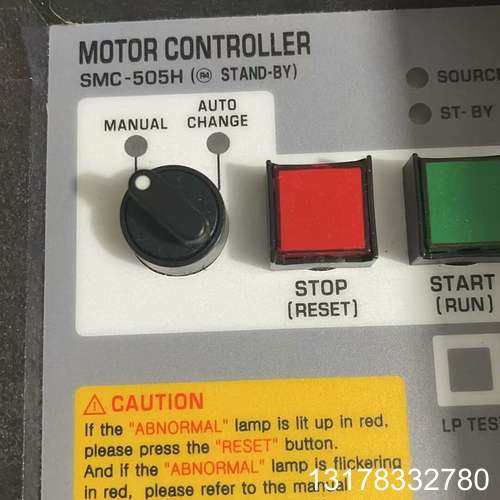 MOTOR CONTROLLER
SMC-505H ( STAND-BY)
SOURCE
ST-BY
AUTO
MANUAL CHANGE
STOP START
(RESET) (RUN)
LP TES
⚠ CAUTION
If the "ABNORMAL" lamp is lit up in red,
please press the "RESET" button.
And if the "ABNORMAL" lamp is flickering
in red, please refer to the manual
13178332780